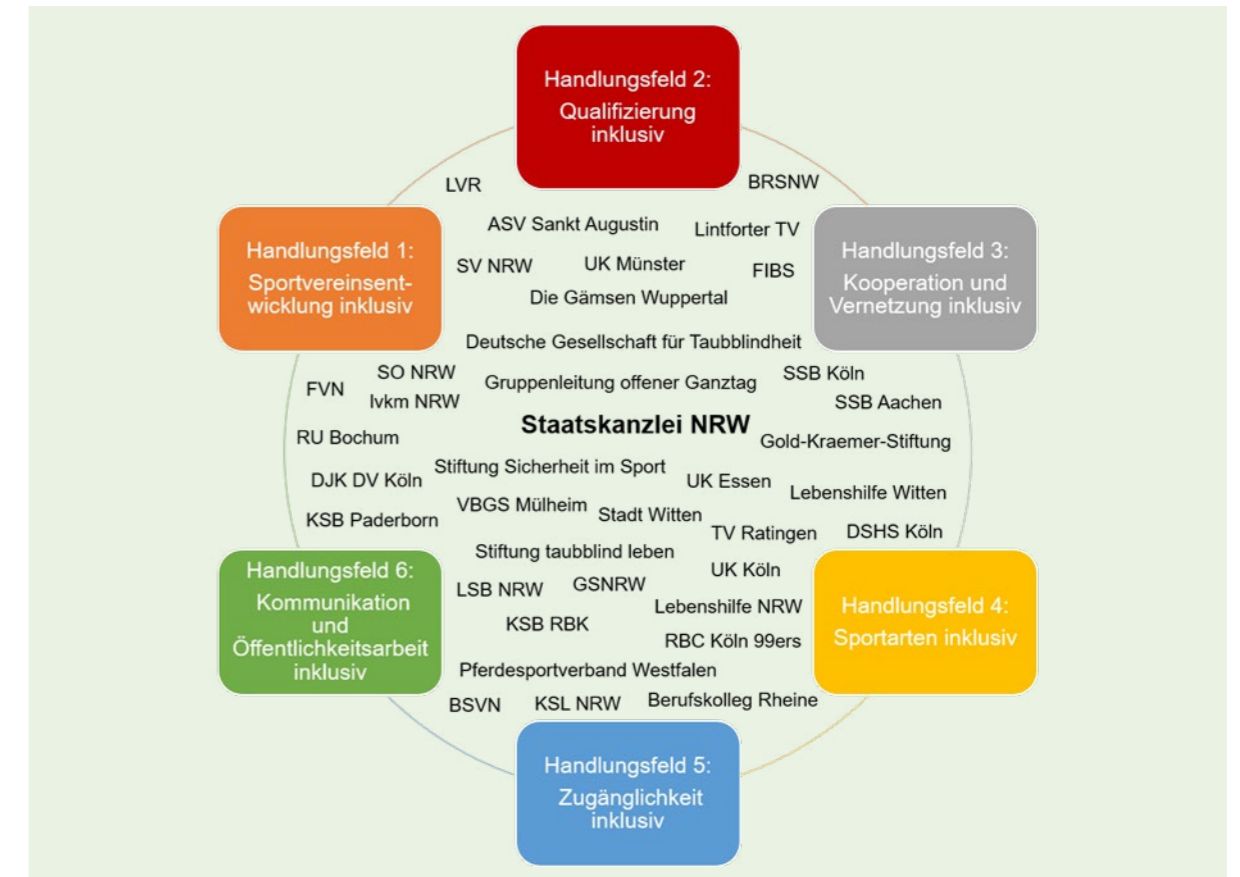 Handlungsfeld 2:
Qualifizierung
inklusiv
LVR
BRSNW
ASV Sankt Augustin
Lintforter TV
Handlungsfeld 1:
Sportvereinsent-
wicklung inklusiv
Handlungsfeld 3:
Kooperation und
Vernetzung inklusiv
SV NRW
UK Münster
FIBS
Die Gämsen Wuppertal
Deutsche Gesellschaft für Taubblindheit
SO NRW
SSB Köln
FVN
Gruppenleitung offener Ganztag
lvkm NRW
SSB Aachen
Staatskanzlei NRW
RU Bochum
Gold-Kraemer-Stiftung
Stiftung Sicherheit im Sport
DJK DV Köln
UK Essen
Lebenshilfe Witten
VBGS Mülheim
Stadt Witten
KSB Paderborn
TV Ratingen
DSHS Köln
Stiftung taubblind leben
UK Köln
Handlungsfeld 6:
Kommunikation
und
Öffentlichkeitsarbeit
inklusiv
LSB NRW
GSNRW
Lebenshilfe NRW
Handlungsfeld 4:
Sportarten inklusiv
KSB RBK
RBC Köln 99ers
Pferdesportverband Westfalen
BSVN
KSL NRW
Berufskolleg Rheine
Handlungsfeld 5:
Zugänglichkeit
inklusiv